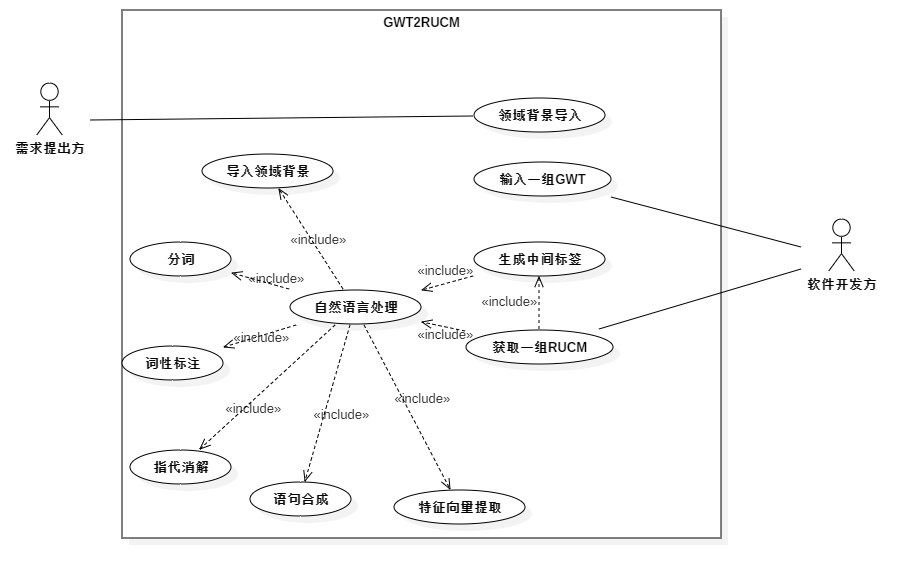 GWT2RUCM
领域背景导入
需求提出方
导入领域背景
输入一组GWT
«include»
分词
«include»
«include»
生成中间标签
软件开发方
«include»
自然语言处理
«include»
«include»
获取一组RUCM
词性标注
«include»
«include»
«include»
指代消解
语句合成
特征向量提取